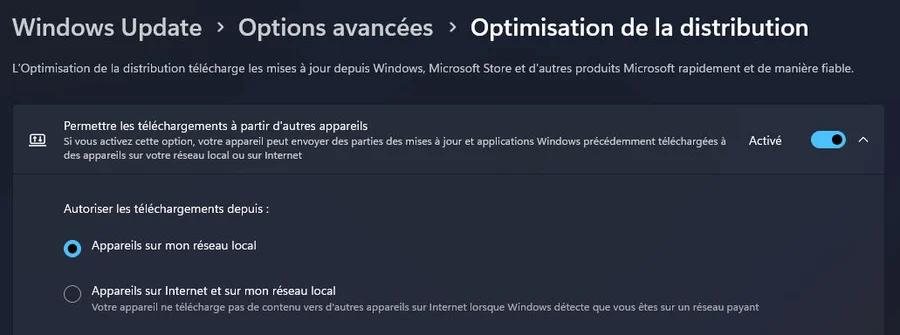 Windows Update > Options avancées > Optimisation de la distribution
L'Optimisation de la distribution télécharge les mises à jour depuis Windows, Microsoft Store et d'autres produits Microsoft rapidement et de manière fiable.
Permettre les téléchargements à partir d'autres appareils
Si vous activez cette option, votre appareil peut envoyer des parties des mises à jour et applications Windows précédemment téléchargées à
des appareils sur votre réseau local ou sur Internet
Activé
Autoriser les téléchargements depuis :
Appareils sur mon réseau local
Appareils sur Internet et sur mon réseau local
Votre appareil ne télécharge pas de contenu vers d'autres appareils sur Internet lorsque Windows détecte que vous êtes sur un réseau payant